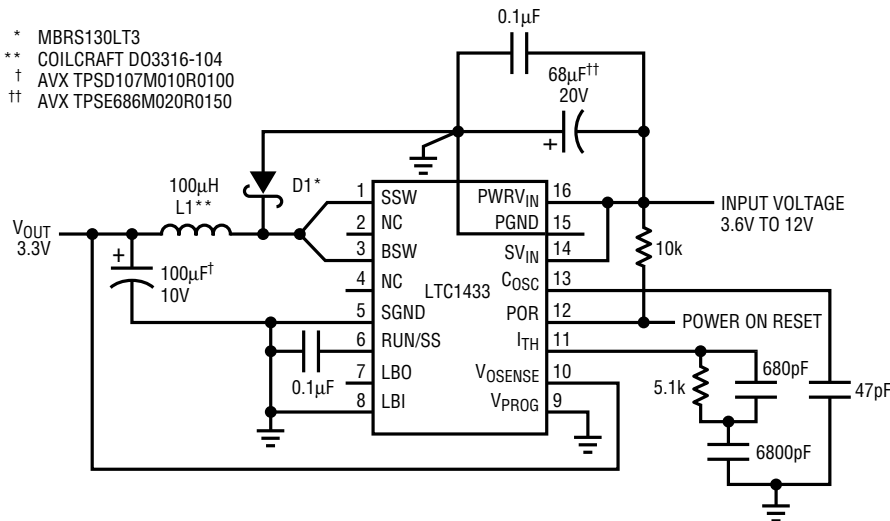 * MBRS130LT3
** COILCRAFT DO3316-104
† AVX TPSD107M010R0100
†† AVX TPSE686M020R0150
0.1µF
68µF††
20V
+
100µH
L1**
D1*
VOUT
3.3V
+
100µF†
10V
1 SSW
2 NC
3 BSW
4 NC
5 SGND
6 RUN/SS
7 LBO
8 LBI
LTC1433
PWRVIN 16
PGND 15
SVIN 14
COSC 13
POR 12
ITH 11
VOSENSE 10
VPROG 9
0.1µF
INPUT VOLTAGE
3.6V TO 12V
10k
POWER ON RESET
5.1k
680pF
47pF
6800pF